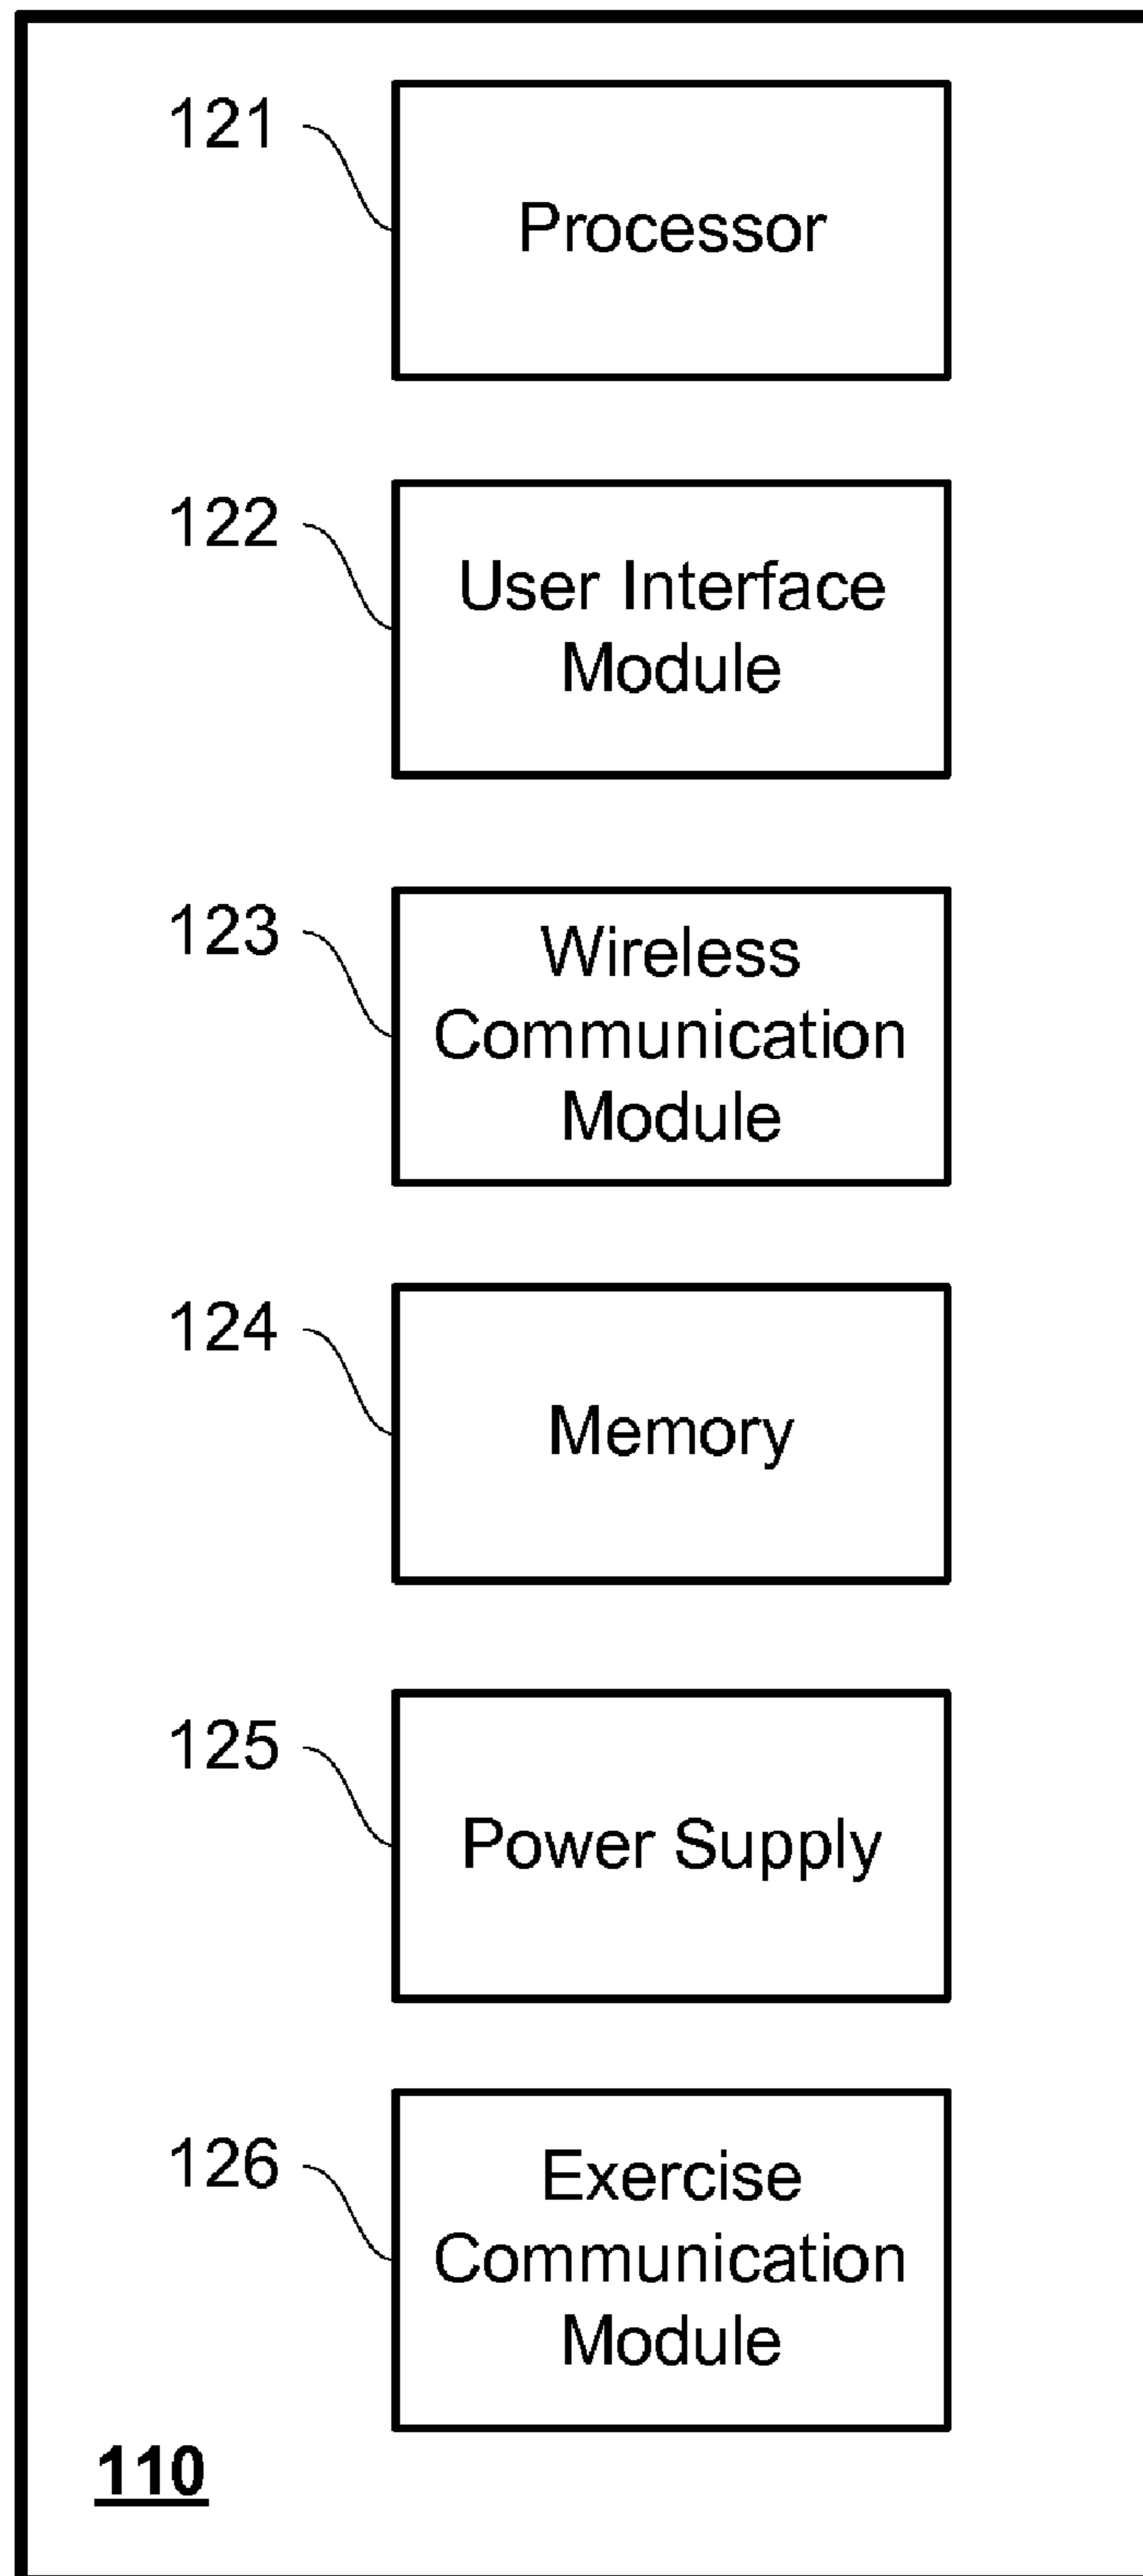 121
Processor
122
User Interface
Module
123
Wireless
Communication
Module
124
Memory
125
Power Supply
126
Exercise
Communication
Module
110